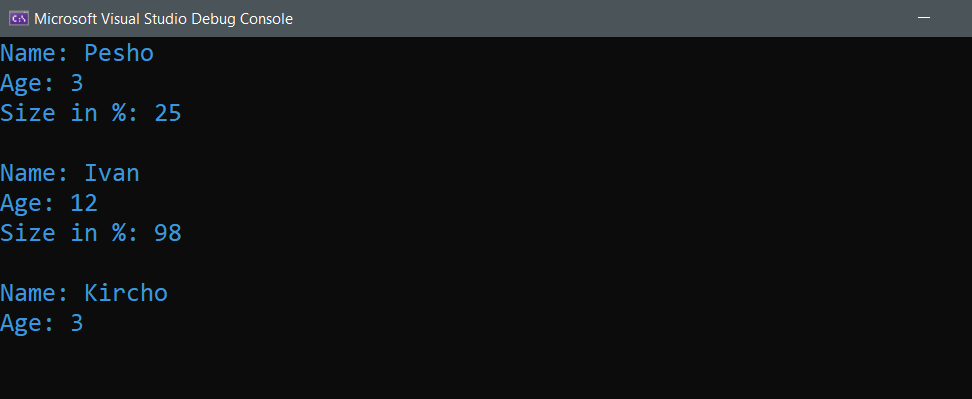 Microsoft Visual Studio Debug Console
Name: Pesho
Age: 3
Size in %: 25
Name: Ivan
Age: 12
Size in %: 98
Name: Kircho
Age: 3